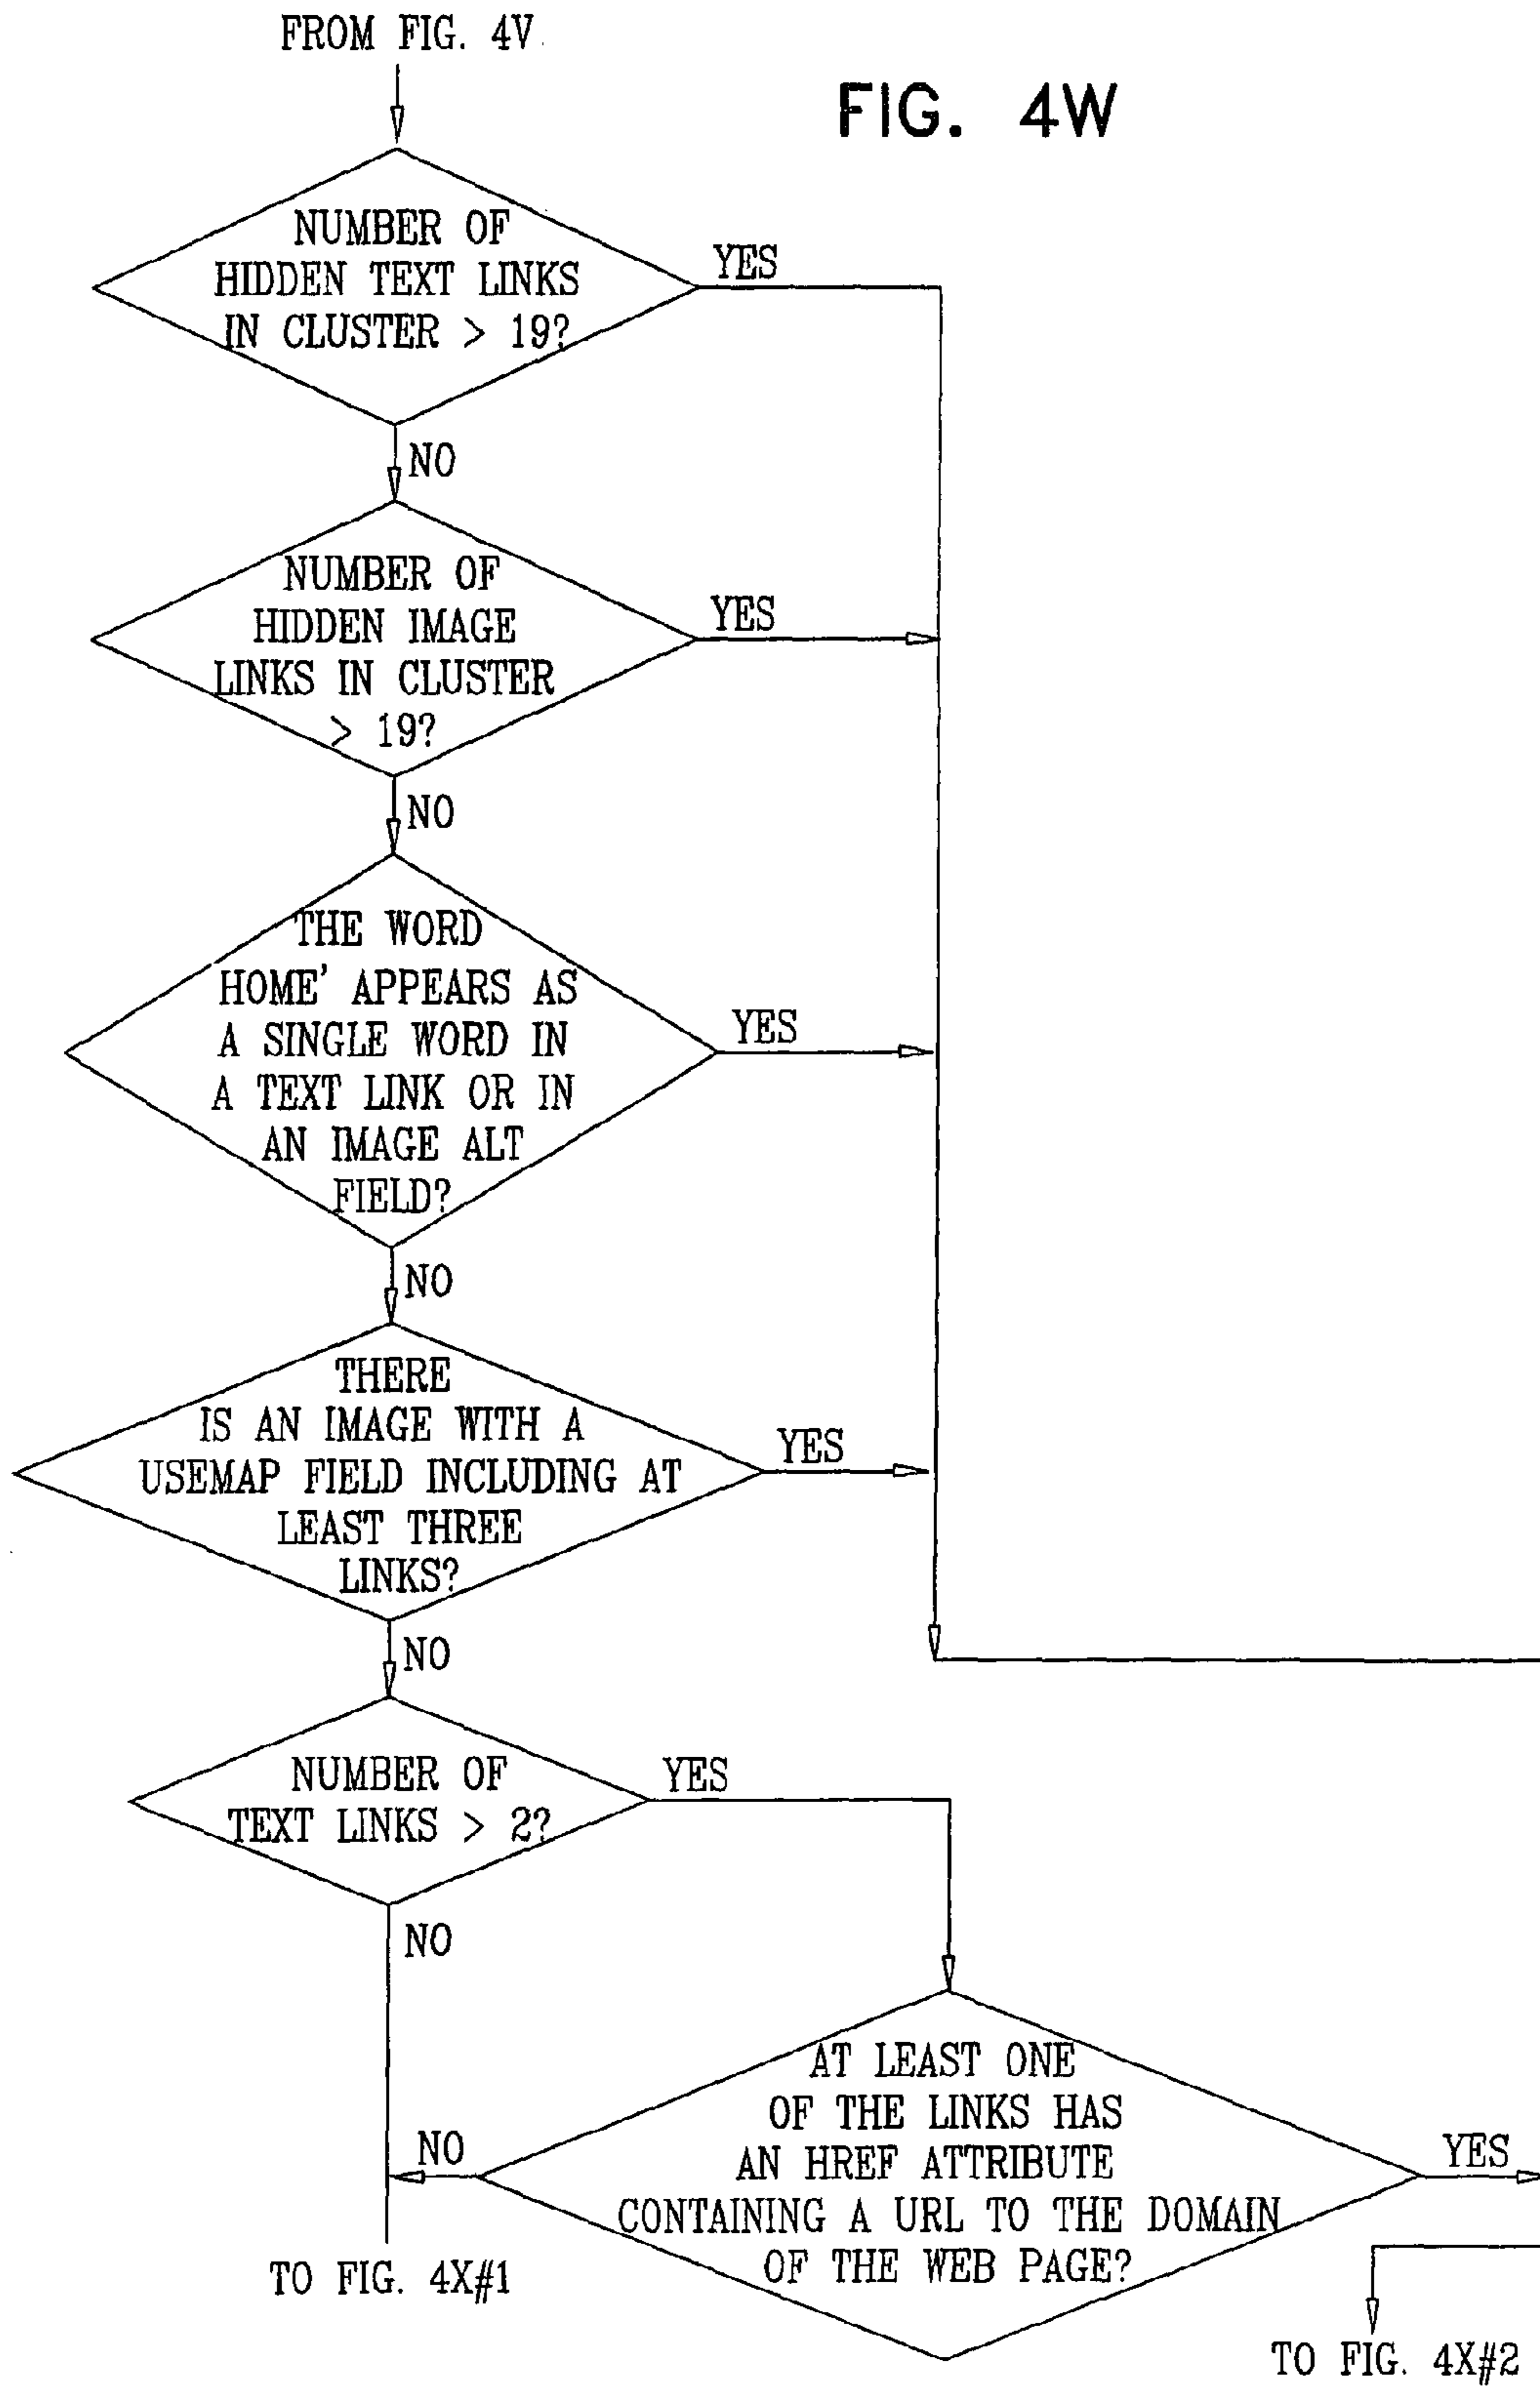 FROM FIG. 4V
FIG. 4W
NUMBER OF
HIDDEN TEXT LINKS
IN CLUSTER > 19?
YES
NO
NUMBER OF
HIDDEN IMAGE
LINKS IN CLUSTER
> 19?
YES
NO
THE WORD
HOME' APPEARS AS
A SINGLE WORD IN
A TEXT LINK OR IN
AN IMAGE ALT
FIELD?
YES
NO
THERE
IS AN IMAGE WITH A
USEMAP FIELD INCLUDING AT
LEAST THREE
LINKS?
YES
NO
NUMBER OF
TEXT LINKS > 2?
YES
NO
AT LEAST ONE
OF THE LINKS HAS
AN HREF ATTRIBUTE
CONTAINING A URL TO THE DOMAIN
OF THE WEB PAGE?
NO
YES
TO FIG. 4X#1
TO FIG. 4X#2